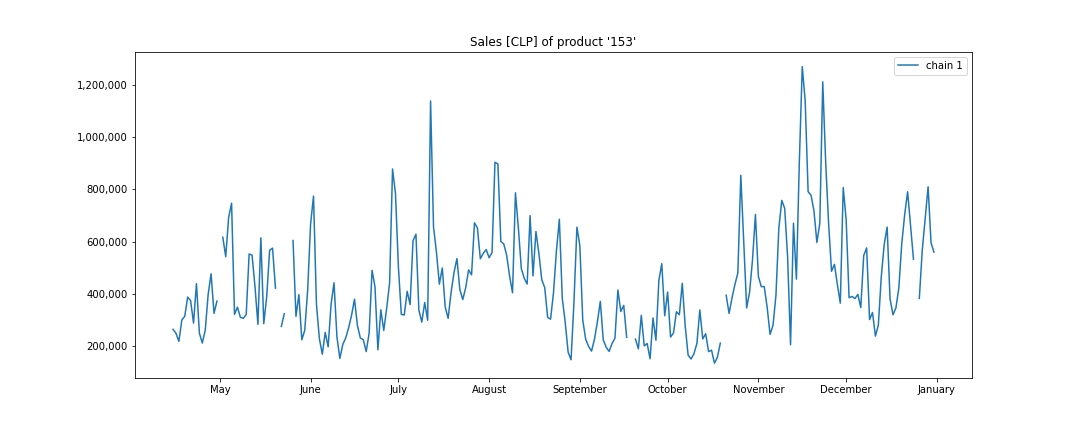 Sales [CLP] of product '153'
chain 1
1,200,000
1,000,000
800,000
600,000
400,000
200,000
May June July August September October November December January